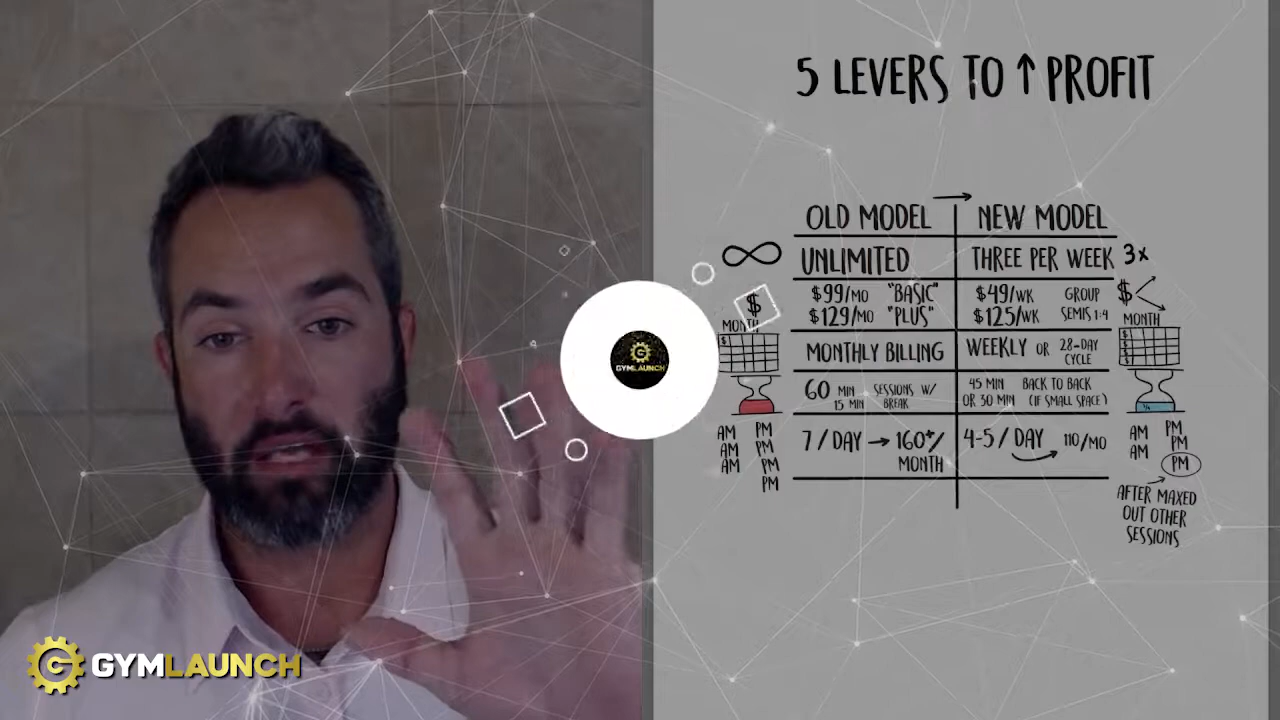 5 LEVERS TO ↑ PROFIT
OLD MODEL → NEW MODEL
∞ UNLIMITED THREE PER WEEK 3x
$99/MO "BASIC" $49/WK GROUP
$129/MO "PLUS" $125/WK SEMIS 1:4
$
MONTH
$
MONTHLY BILLING WEEKLY OR 28-DAY CYCLE
$
MONTH
$
$
$
$
60 MIN SESSIONS W/
15 MIN BREAK
45 MIN BACK TO BACK
OR 30 MIN (IF SMALL SPACE)
AM PM
AM PM
AM PM
PM
7/DAY → 160+/
MONTH
4-5/DAY 110/MO
AM PM
AM PM
PM
AFTER MAXED
OUT OTHER
SESSIONS
GYMLAUNCH
G GYMLAUNCH